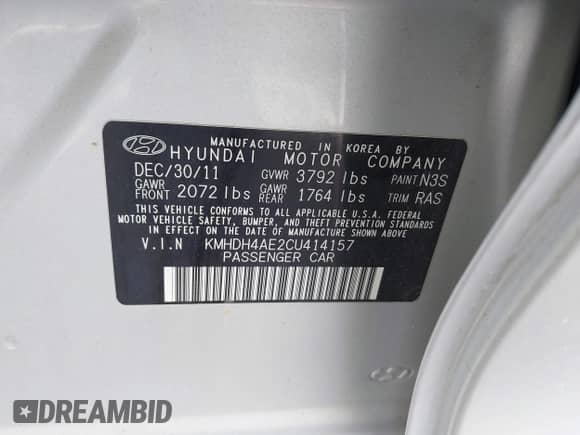 MANUFACTURED IN KOREA BY
HYUNDAI MOTOR COMPANY
DEC/30/11 GVWR 3792 lbs PAINT N3S
GAWR FRONT 2072 lbs GAWR REAR 1764 lbs TRIM RAS
THIS VEHICLE CONFORMS TO ALL APPLICABLE U.S.A. FEDERAL
MOTOR VEHICLE SAFETY, BUMPER, AND THEFT PREVENTION STANDARDS
IN EFFECT ON THE DATE OF MANUFACTURE SHOWN ABOVE.
V.I.N KMHDH4AE2CU414157
PASSENGER CAR
DREAMBID